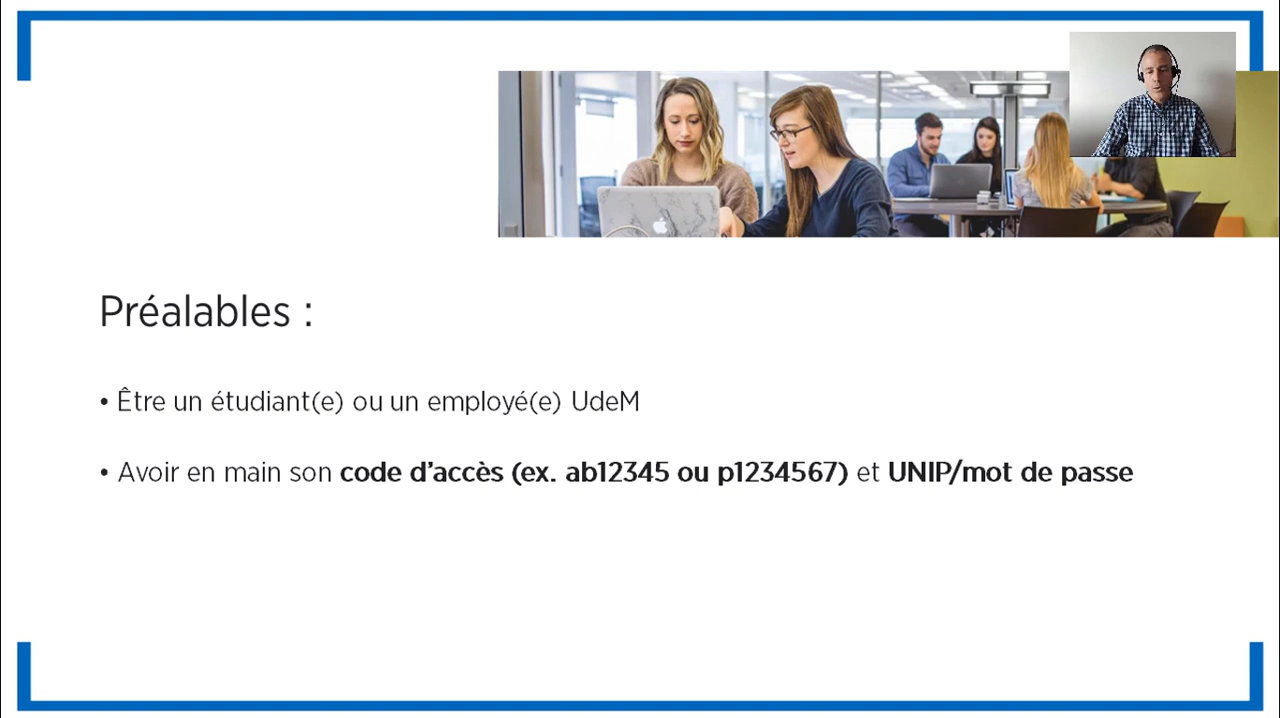 Préalables :
• Être un étudiant(e) ou un employé(e) UdeM
• Avoir en main son code d’accès (ex. ab12345 ou p1234567) et UNIP/mot de passe